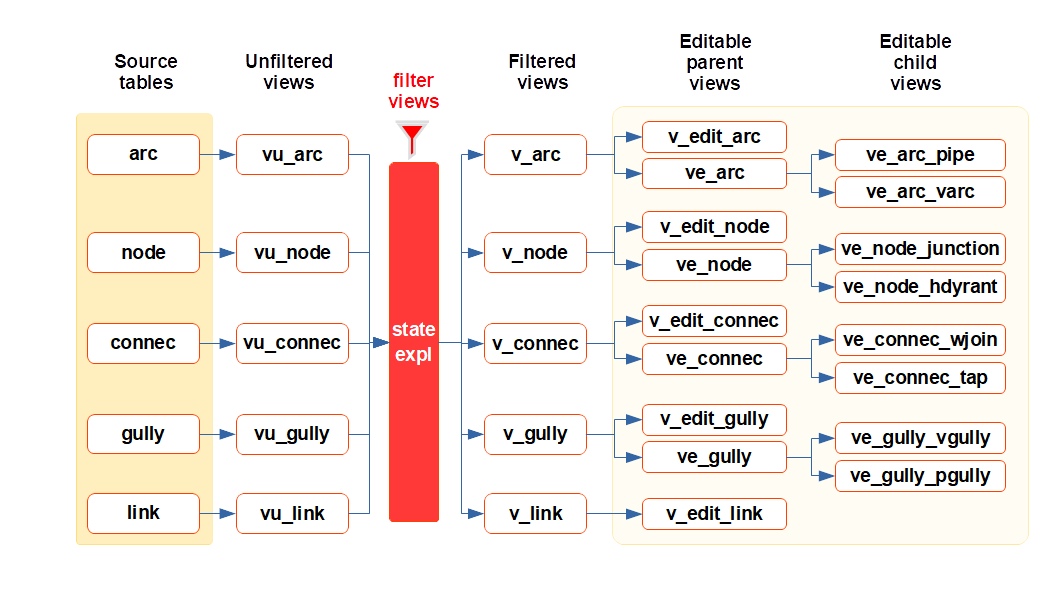 Source
tables
Unfiltered
views
filter
views
Filtered
views
Editable
parent
views
Editable
child
views
arc
vu_arc
v_arc
v_edit_arc
ve_arc
ve_arc_pipe
ve_arc_varc
node
vu_node
v_node
v_edit_node
ve_node
ve_node_junction
ve_node_hdyrant
connec
vu_connec
state
expl
v_connec
v_edit_connec
ve_connec
ve_connec_wjoin
ve_connec_tap
gully
vu_gully
v_gully
v_edit_gully
ve_gully
ve_gully_vgully
ve_gully_pgully
link
vu_link
v_link
v_edit_link